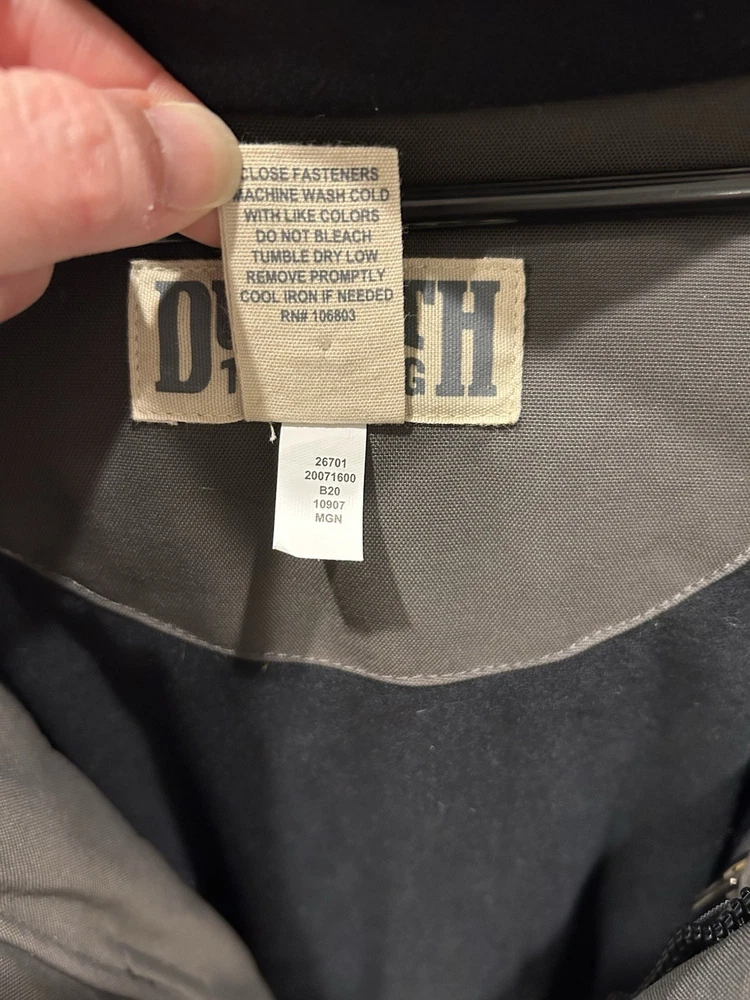 CLOSE FASTENERS
MACHINE WASH COLD
WITH LIKE COLORS
DO NOT BLEACH
TUMBLE DRY LOW
REMOVE PROMPTLY
COOL IRON IF NEEDED
RN# 106803
26701
20071600
B20
10907
MGN